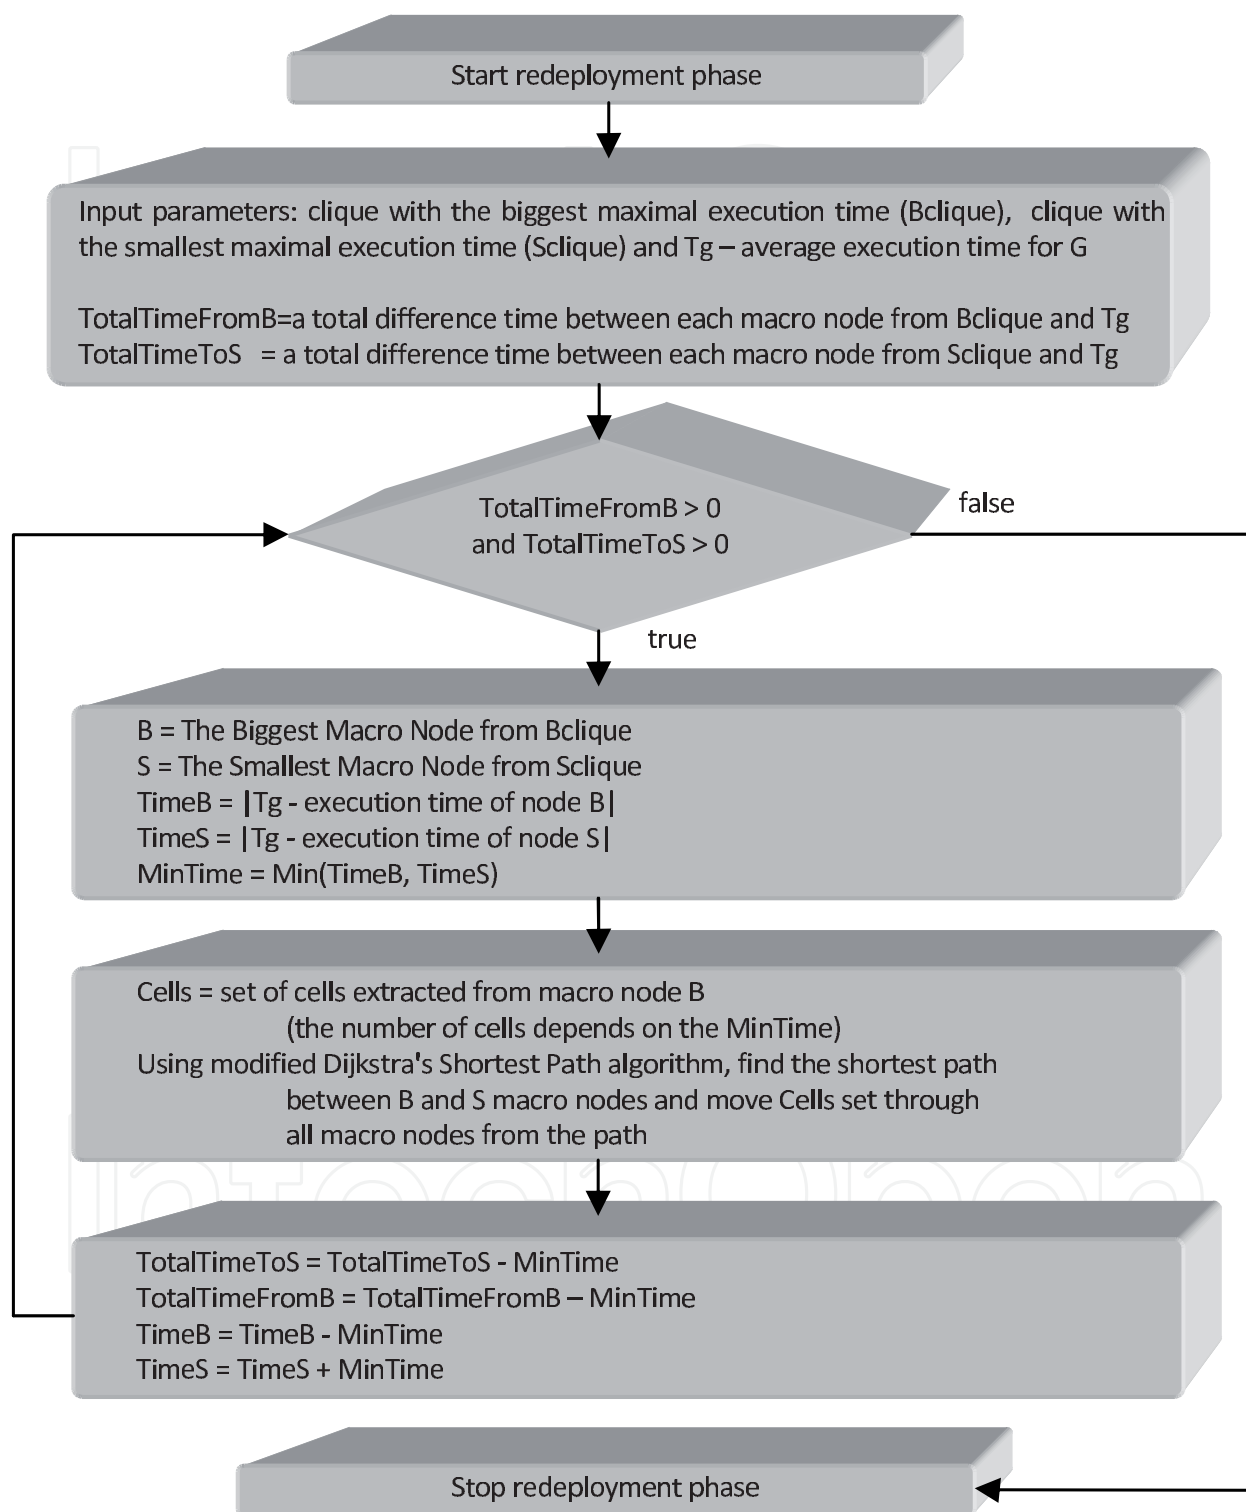 Start redeployment phase
Input parameters: clique with the biggest maximal execution time (Bclique), clique with
the smallest maximal execution time (Sclique) and Tg – average execution time for G
TotalTimeFromB=a total difference time between each macro node from Bclique and Tg
TotalTimeToS = a total difference time between each macro node from Sclique and Tg
TotalTimeFromB > 0
and TotalTimeToS > 0
false
true
B = The Biggest Macro Node from Bclique
S = The Smallest Macro Node from Sclique
TimeB = |Tg - execution time of node B|
TimeS = |Tg - execution time of node S|
MinTime = Min(TimeB, TimeS)
Cells = set of cells extracted from macro node B
(the number of cells depends on the MinTime)
Using modified Dijkstra's Shortest Path algorithm, find the shortest path
between B and S macro nodes and move Cells set through
all macro nodes from the path
TotalTimeToS = TotalTimeToS - MinTime
TotalTimeFromB = TotalTimeFromB – MinTime
TimeB = TimeB - MinTime
TimeS = TimeS + MinTime
Stop redeployment phase